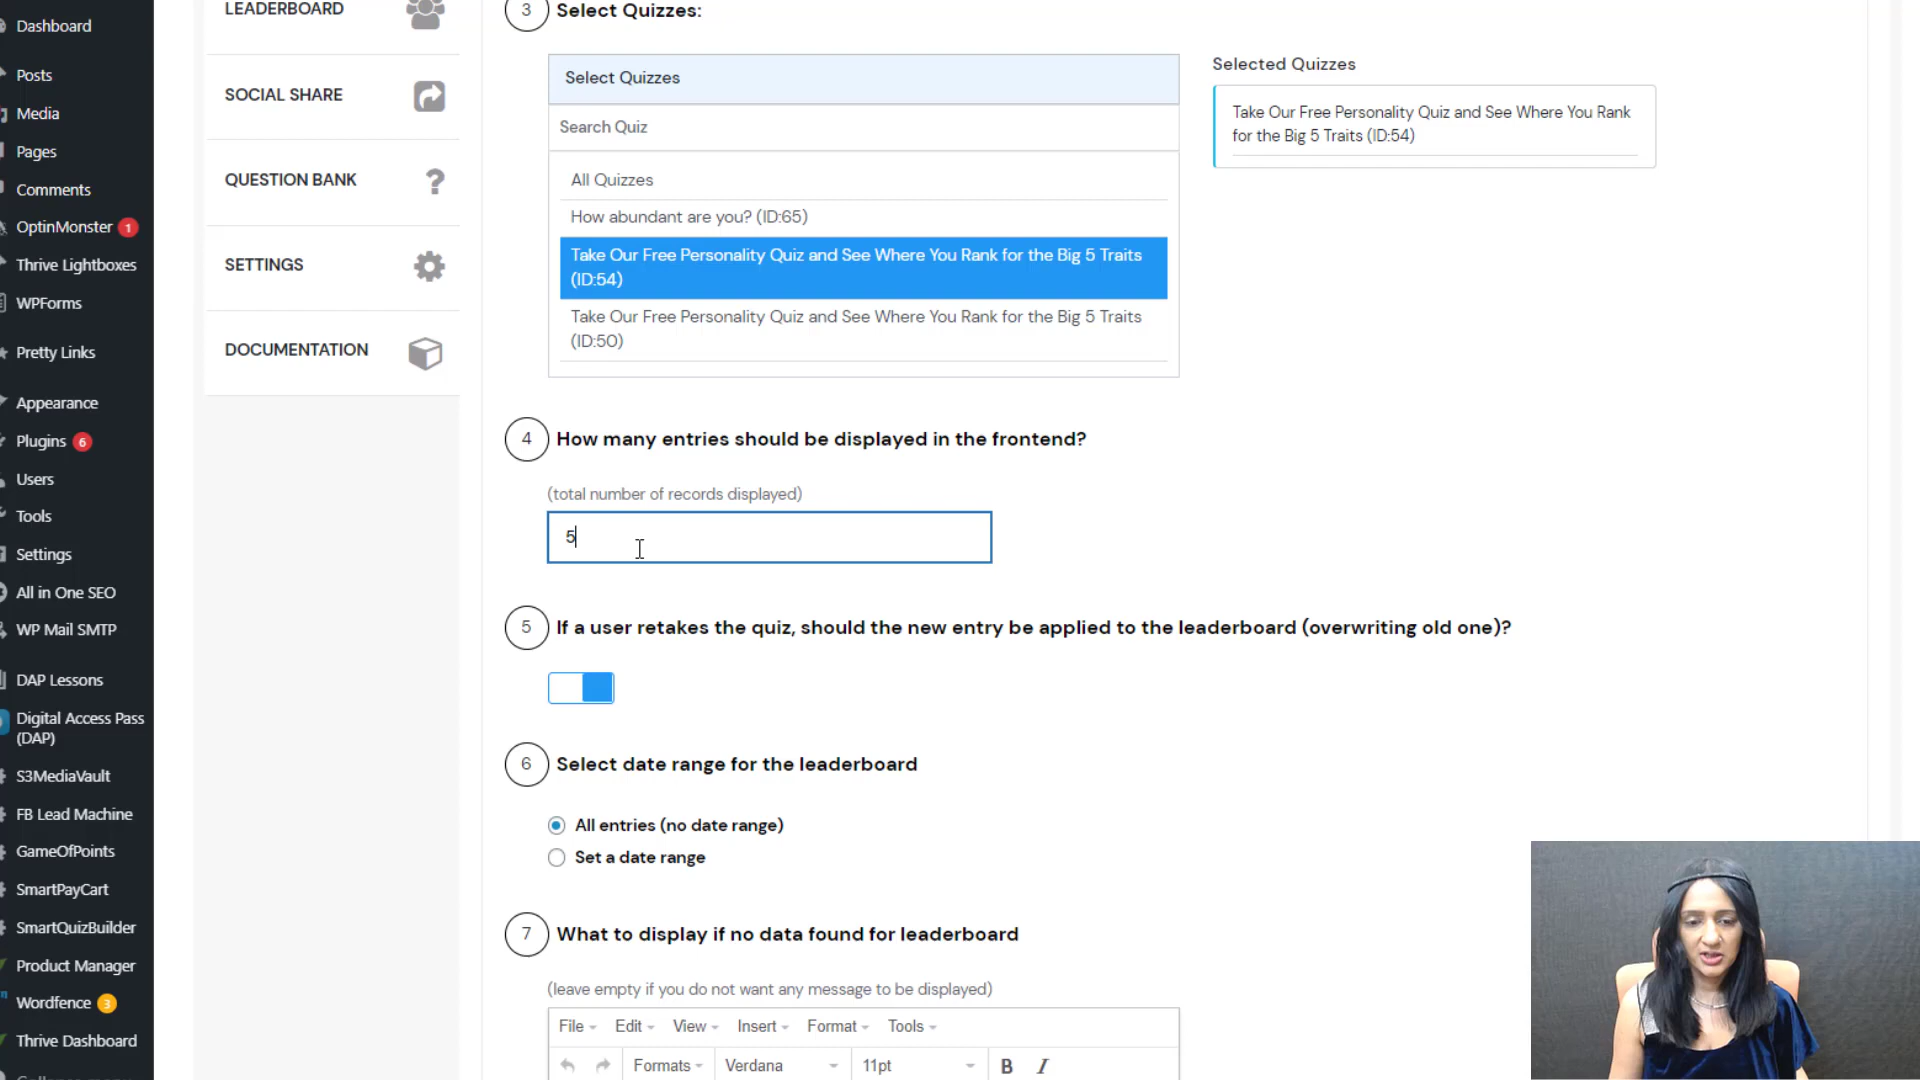 Dashboard
Posts
Media
Pages
Comments
OptinMonster 1
Thrive Lightboxes
WPForms
Pretty Links
Appearance
Plugins 6
Users
Tools
Settings
All in One SEO
WP Mail SMTP
DAP Lessons
Digital Access Pass
(DAP)
S3MediaVault
FB Lead Machine
GameOfPoints
SmartPayCart
SmartQuizBuilder
Product Manager
Wordfence 3
Thrive Dashboard
LEADERBOARD
SOCIAL SHARE
QUESTION BANK ?
SETTINGS
DOCUMENTATION
3 Select Quizzes:
Select Quizzes
Search Quiz
All Quizzes
How abundant are you? (ID:65)
Take Our Free Personality Quiz and See Where You Rank for the Big 5 Traits
(ID:54)
Take Our Free Personality Quiz and See Where You Rank for the Big 5 Traits
(ID:50)
Selected Quizzes
Take Our Free Personality Quiz and See Where You Rank
for the Big 5 Traits (ID:54)
4 How many entries should be displayed in the frontend?
(total number of records displayed)
5
5 If a user retakes the quiz, should the new entry be applied to the leaderboard (overwriting old one)?
6 Select date range for the leaderboard
All entries (no date range)
Set a date range
7 What to display if no data found for leaderboard
(leave empty if you do not want any message to be displayed)
File Edit View Insert Format Tools
Formats Verdana 11pt B I